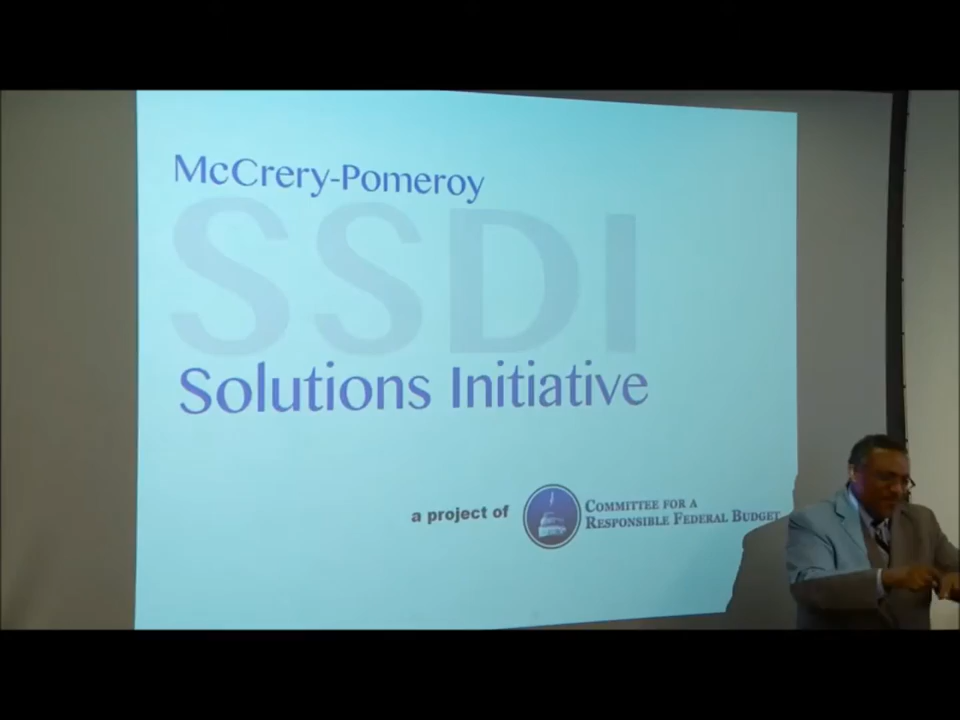 McCrery-Pomeroy
SSDI
Solutions Initiative
a project of
COMMITTEE FOR A
RESPONSIBLE FEDERAL BUDGET